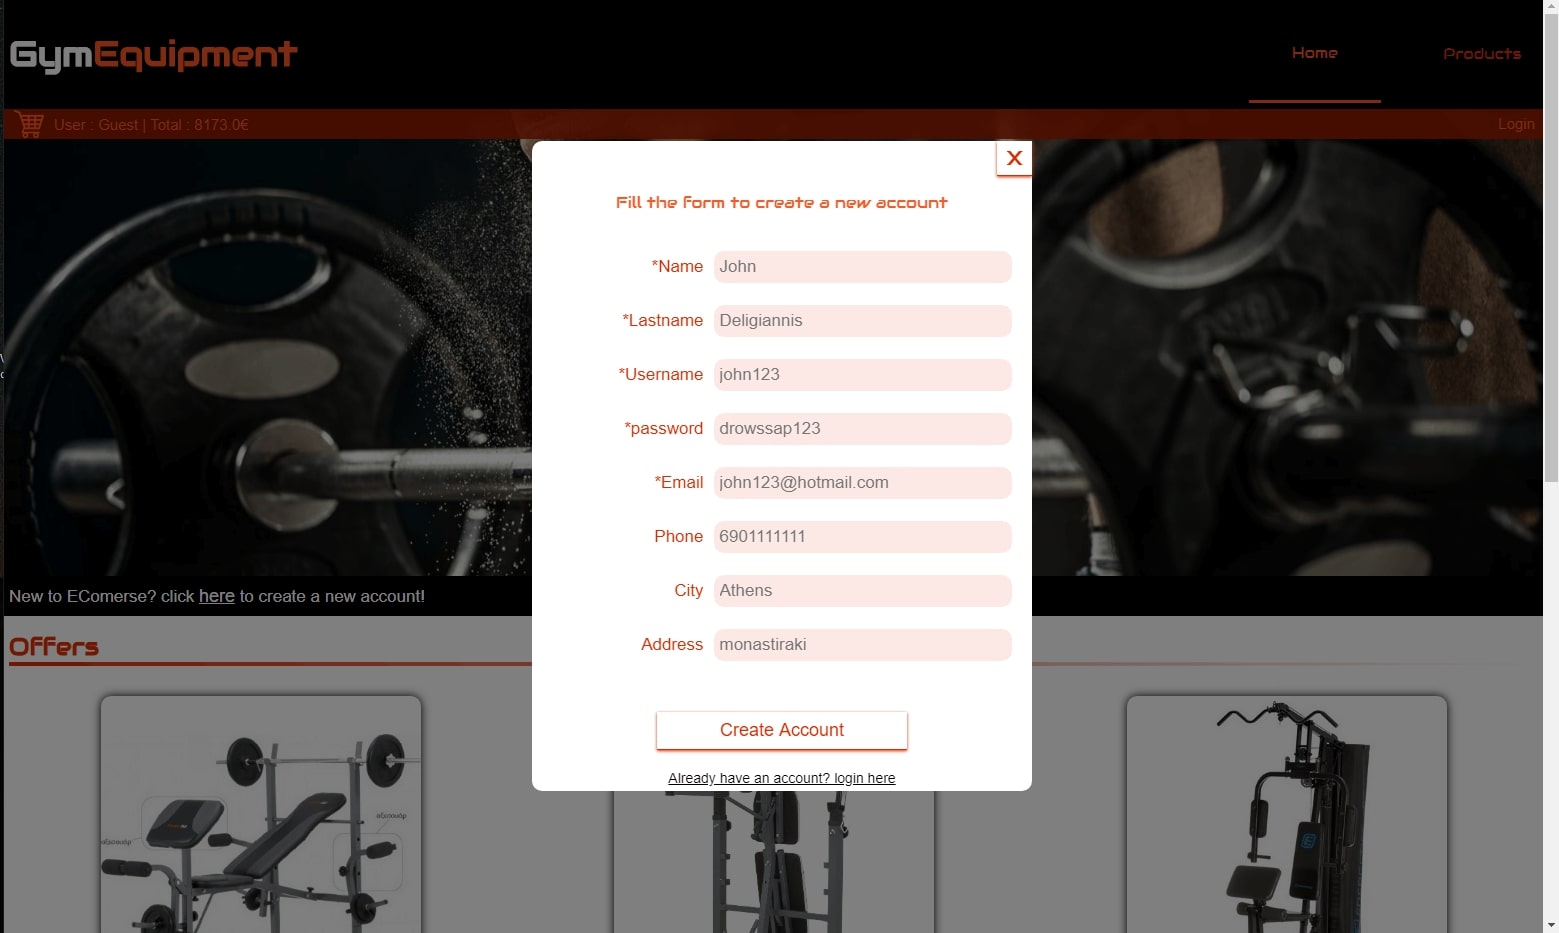 GymEquipment
Home
Products
User : Guest | Total : 8173.0€
Login
X
Fill the form to create a new account
*Name John
*Lastname Deligiannis
*Username john123
*password drowssap123
*Email john123@hotmail.com
Phone 6901111111
City Athens
Address monastiraki
Create Account
Already have an account? login here
New to EComerse? click here to create a new account!
Offers
αξεσουάρ
αξεσουάρ